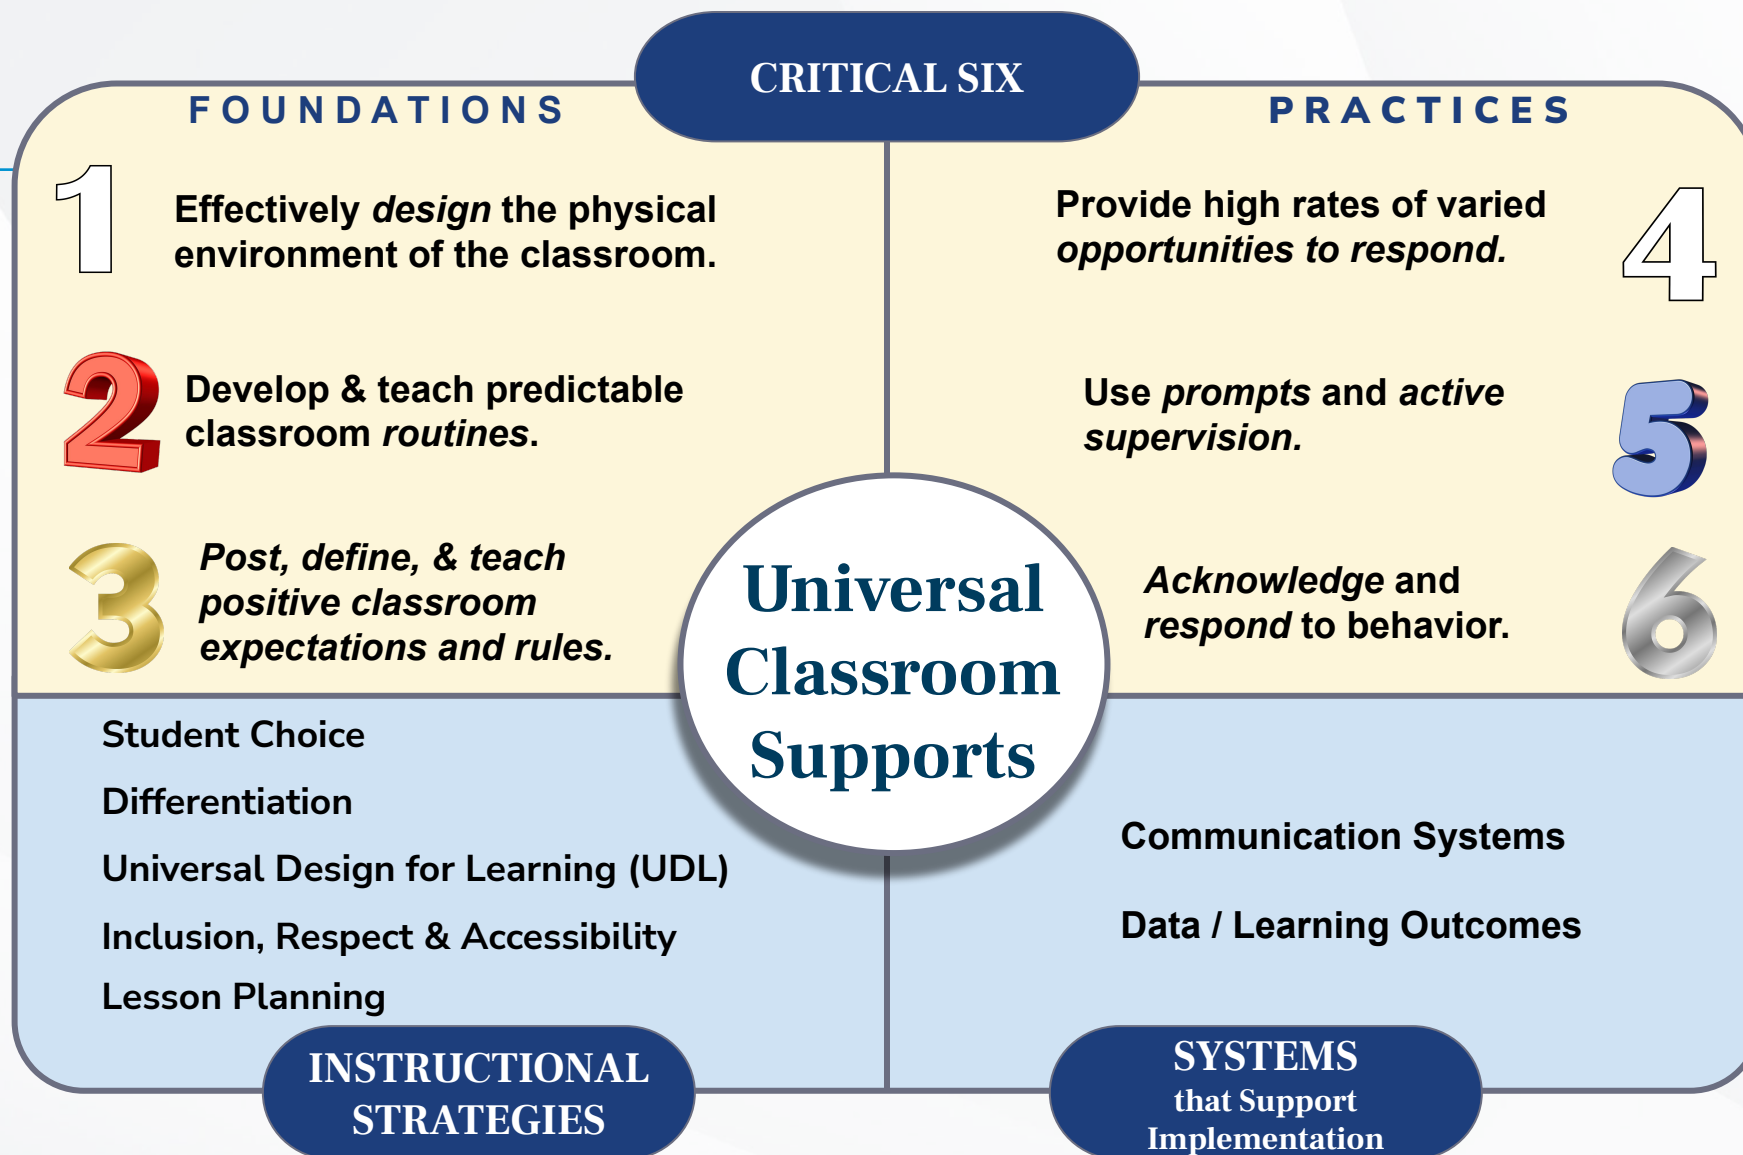 CRITICAL SIX
FOUNDATIONS
1
Effectively design the physical
environment of the classroom.
2
Develop & teach predictable
classroom routines.
3
Post, define, & teach
positive classroom
expectations and rules.
PRACTICES
Provide high rates of varied
opportunities to respond.
4
Use prompts and active
supervision.
5
Acknowledge and
respond to behavior.
6
Universal
Classroom
Supports
Student Choice
Differentiation
Universal Design for Learning (UDL)
Inclusion, Respect & Accessibility
Lesson Planning
INSTRUCTIONAL
STRATEGIES
Communication Systems
Data / Learning Outcomes
SYSTEMS
that Support
Implementation